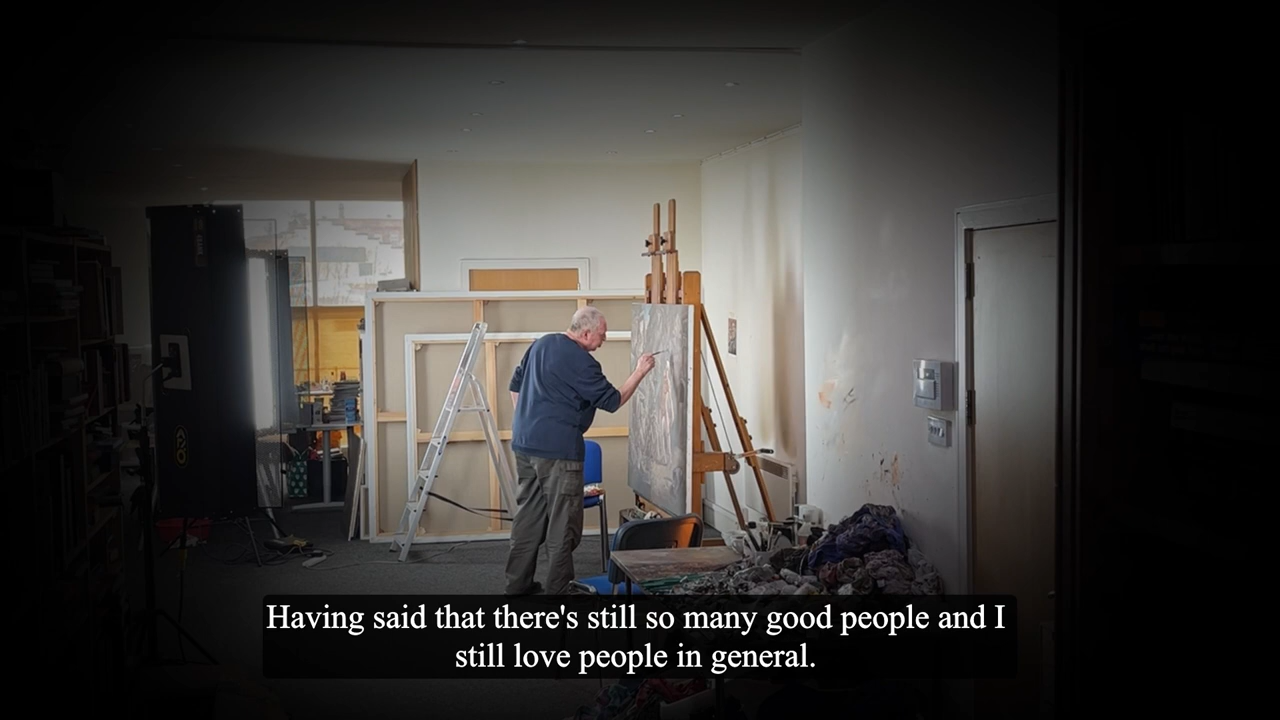 Having said that there's still so many good people and I
still love people in general.